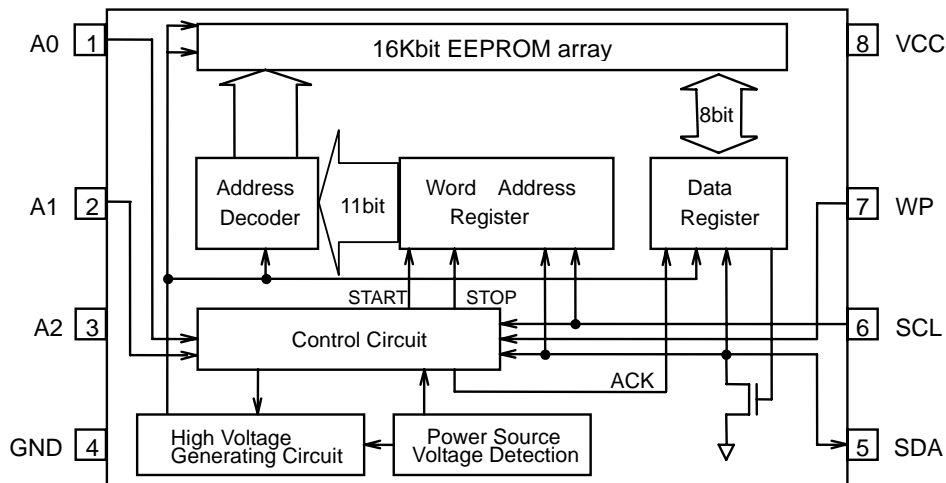 A0 1
16Kbit EEPROM array
8 VCC
8bit
A1 2
Address
Decoder
11bit
Word Address
Register
Data
Register
7 WP
START
STOP
A2 3
Control Circuit
6 SCL
ACK
GND 4
High Voltage
Generating Circuit
Power Source
Voltage Detection
5 SDA